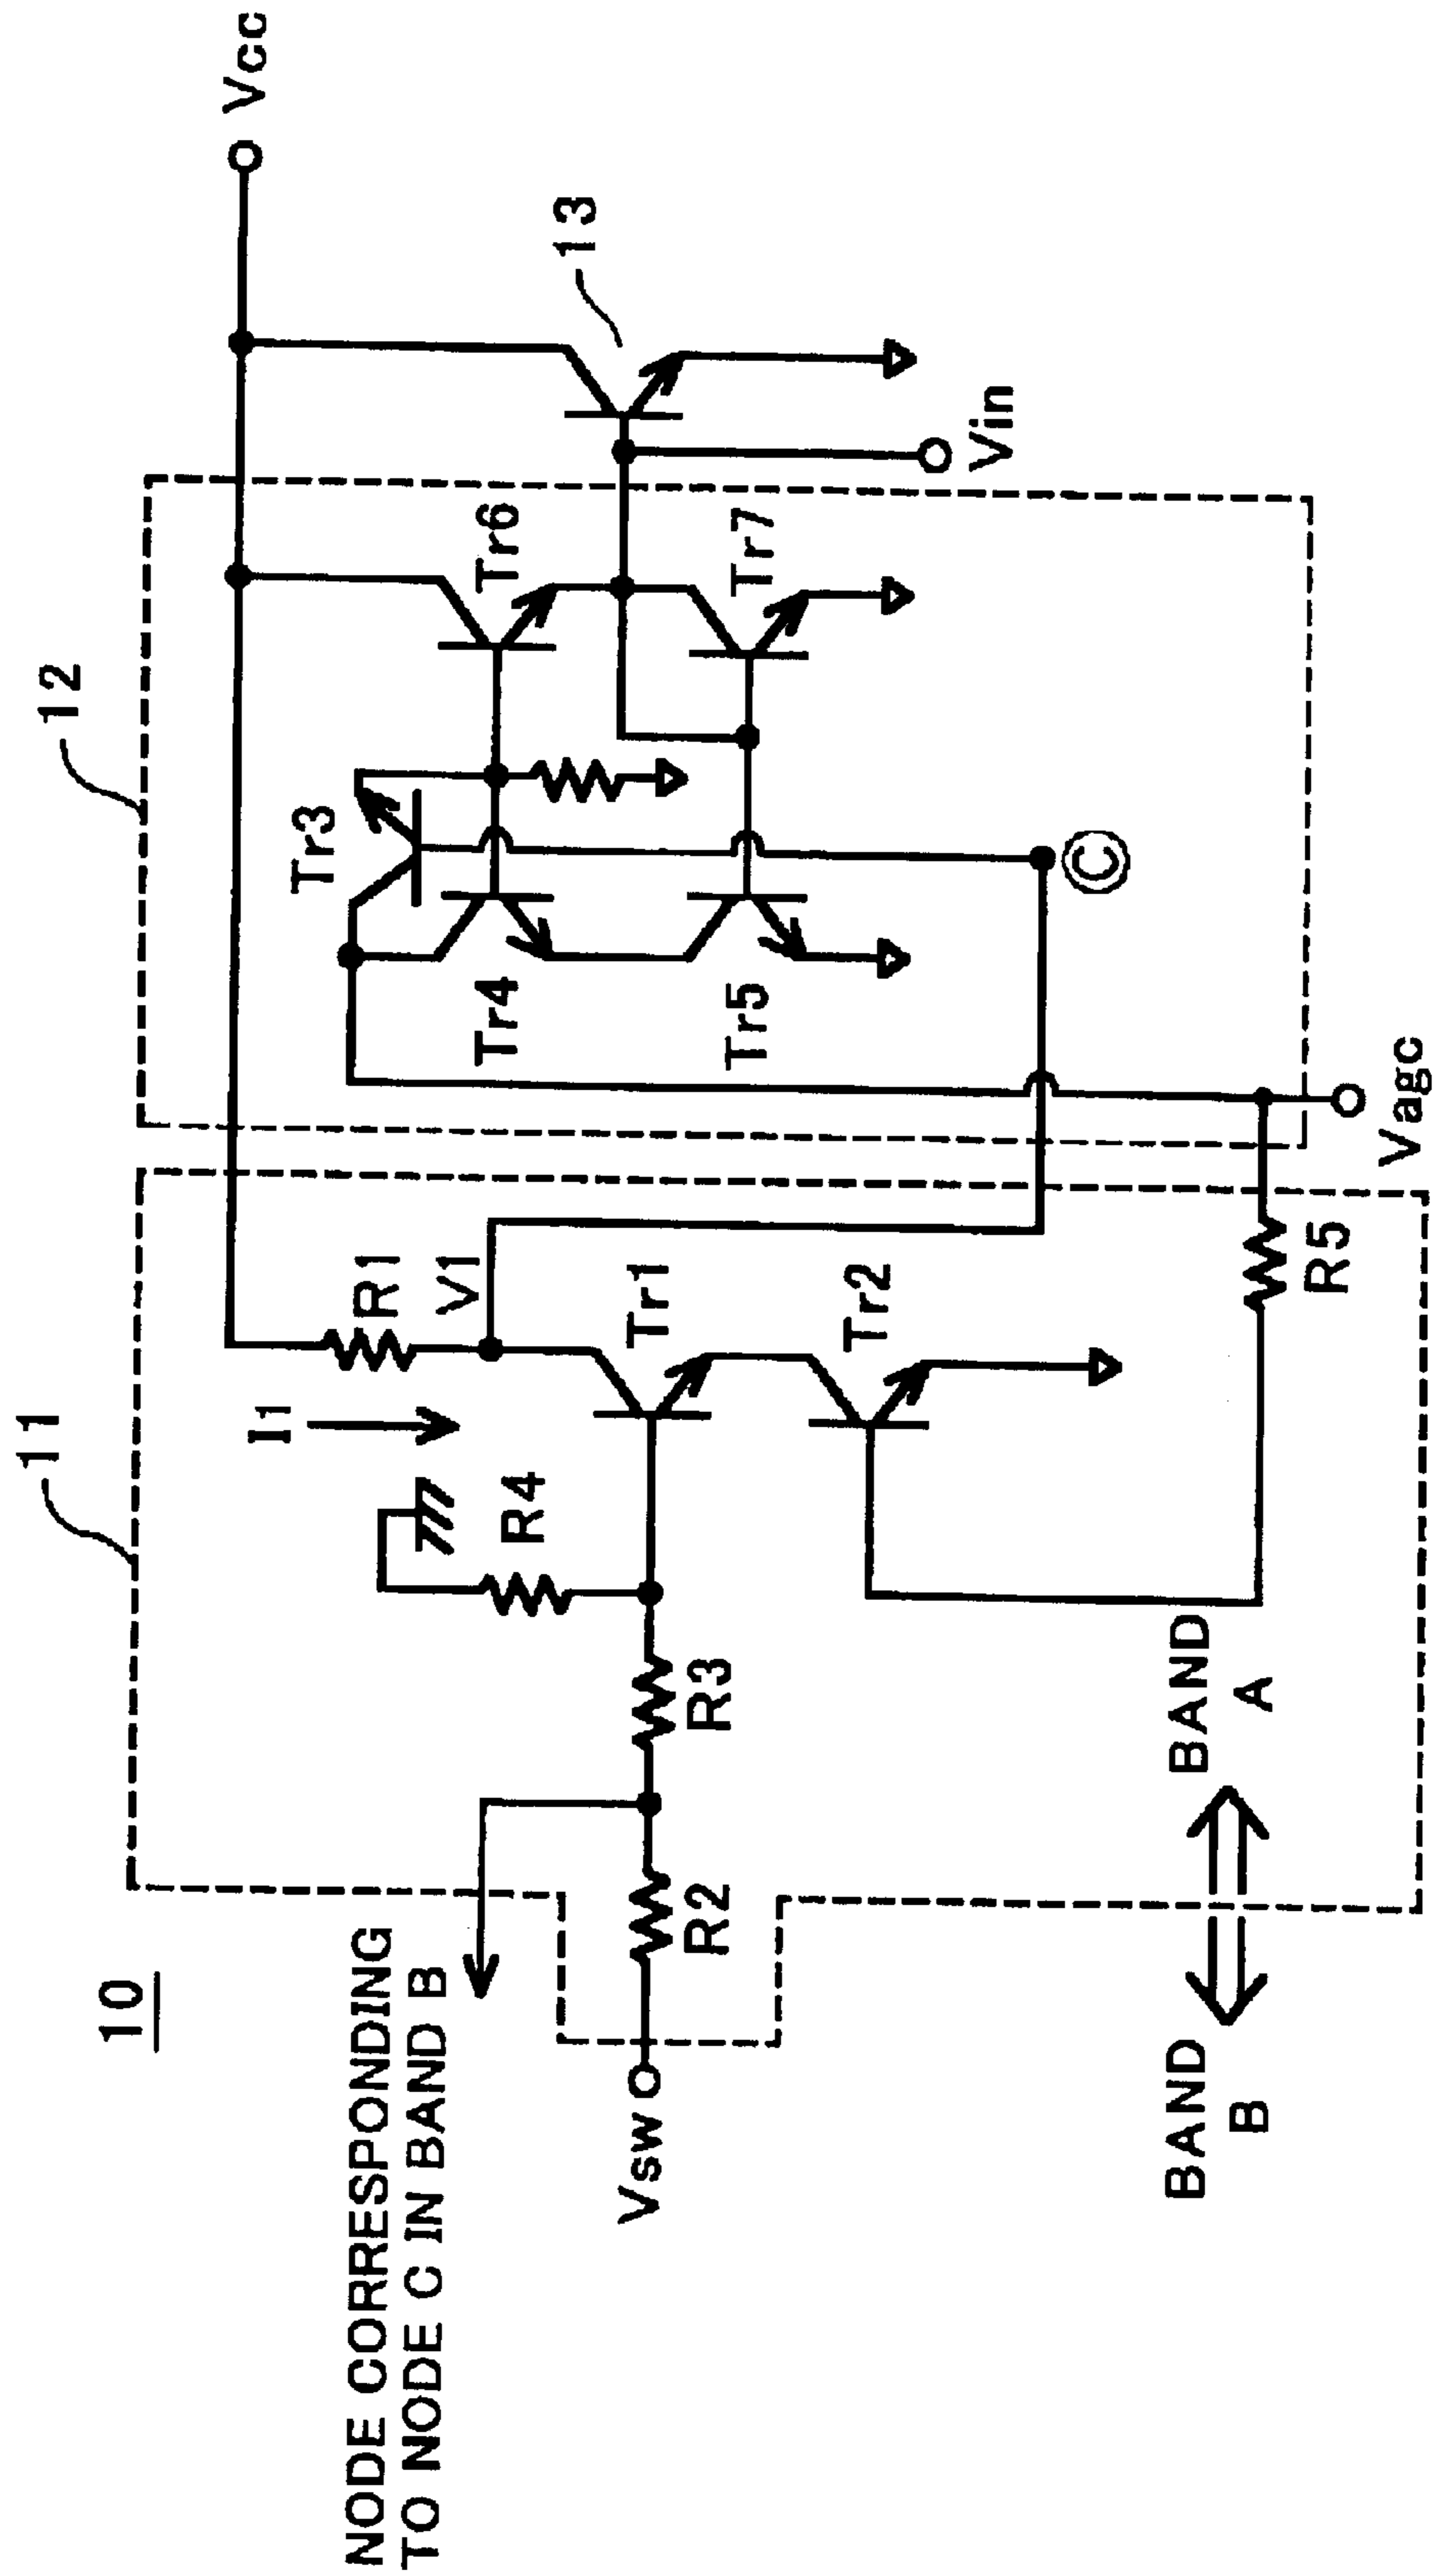 10
11
12
13
Vcc
I1
R1
V1
R4
Tr1
Tr2
R3
R2
R5
Tr3
Tr4
Tr5
Tr6
Tr7
C
Vin
Vagc
Vsw
NODE CORRESPONDING
TO NODE C IN BAND B
BAND
B
BAND
A